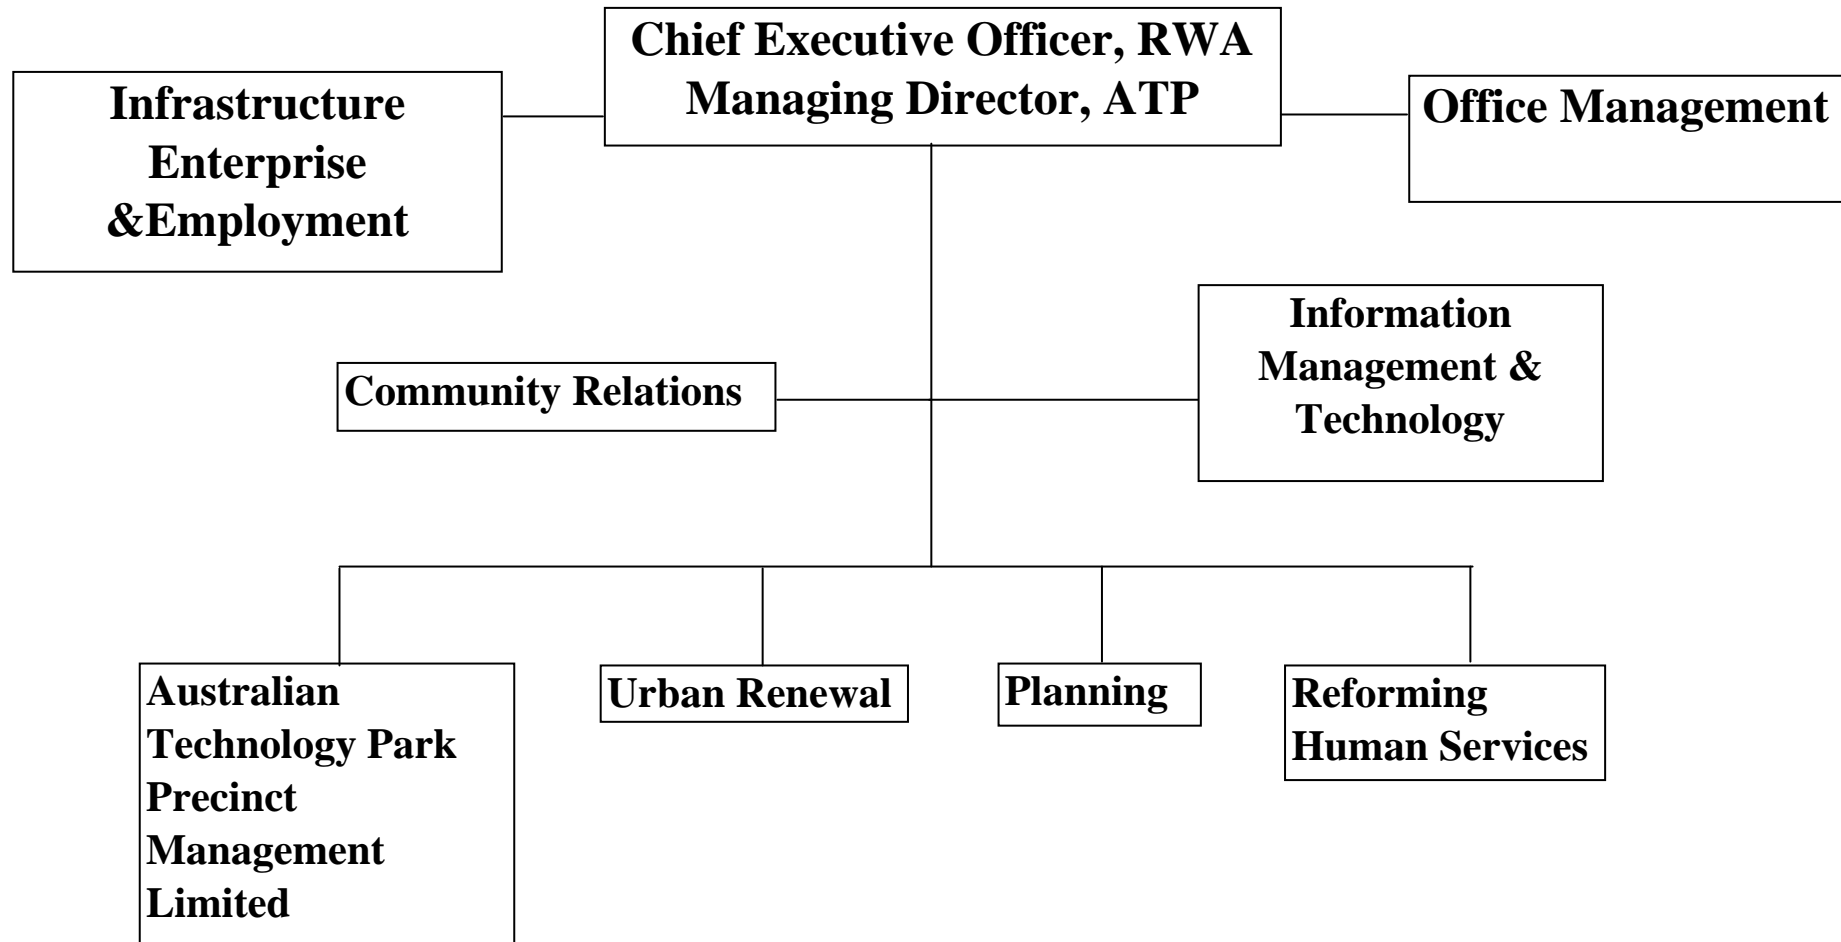 Chief Executive Officer, RWA
Managing Director, ATP
Infrastructure
Enterprise
&Employment
Office Management
Information
Management &
Technology
Community Relations
Australian
Technology Park
Precinct
Management
Limited
Urban Renewal
Planning
Reforming
Human Services